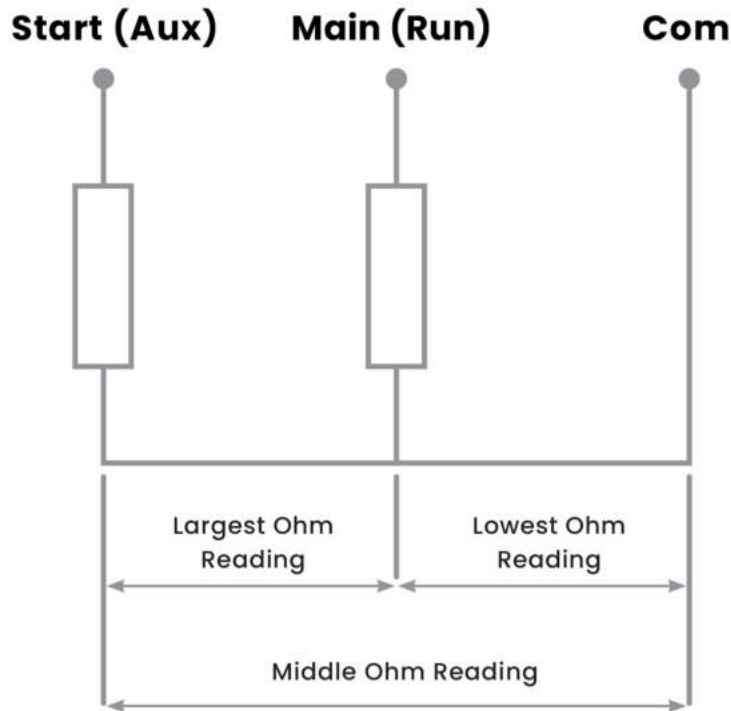 Start (Aux) Main (Run) Com
Largest Ohm Lowest Ohm
Reading Reading
Middle Ohm Reading